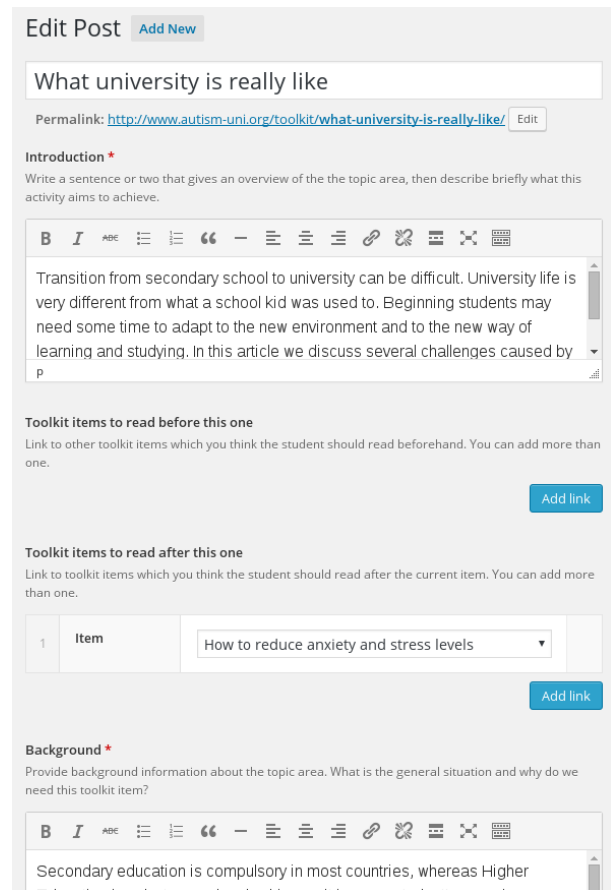 Edit Post Add New
What university is really like
Permalink: http://www.autism-uni.org/toolkit/what-university-is-really-like/ Edit
Introduction *
Write a sentence or two that gives an overview of the the topic area, then describe briefly what this
activity aims to achieve.
B I ABC
Transition from secondary school to university can be difficult. University life is
very different from what a school kid was used to. Beginning students may
need some time to adapt to the new environment and to the new way of
learning and studying. In this article we discuss several challenges caused by
p
Toolkit items to read before this one
Link to other toolkit items which you think the student should read beforehand. You can add more than
one.
Add link
Toolkit items to read after this one
Link to toolkit items which you think the student should read after the current item. You can add more
than one.
1 Item How to reduce anxiety and stress levels
Add link
Background *
Provide background information about the topic area. What is the general situation and why do we
need this toolkit item?
B I ABC
Secondary education is compulsory in most countries, whereas Higher